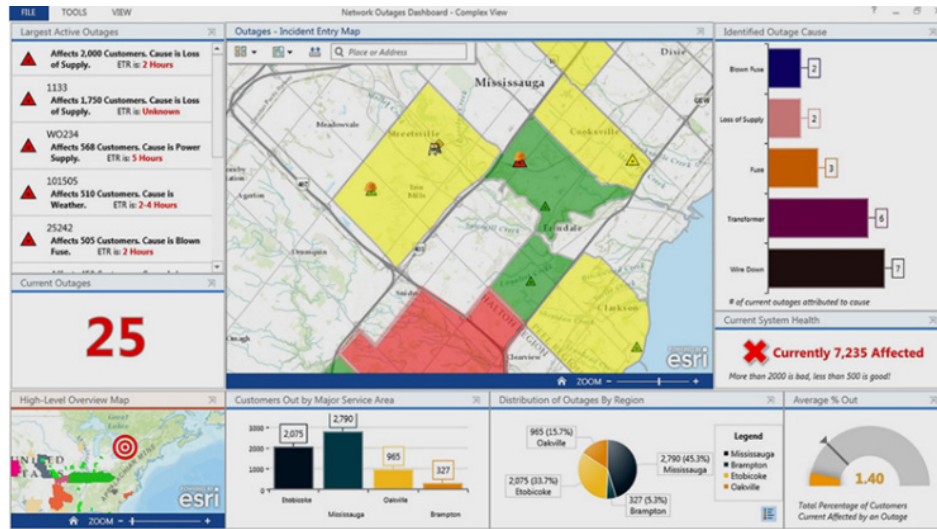 FILE TOOLS VIEW Network Outages Dashboard - Complex View
Largest Active Outages
Affects 2,000 Customers. Cause is Loss
of Supply. ETR is: 2 Hours
1133
Affects 1,750 Customers. Cause is Loss
of Supply. ETR is: Unknown
WO234
Affects 568 Customers. Cause is Power
Supply. ETR is: 5 Hours
101505
Affects 510 Customers. Cause is
Weather. ETR is: 2-4 Hours
25242
Affects 505 Customers. Cause is Blown
Fuse. ETR is: 2 Hours
Current Outages
25
Outages - Incident Entry Map
Place or Address
Dixie
Mississauga
Meadowvale
Streetsville
Cooksville
QEW
407
403
Erindale
Clarkson
HALTON
REGION
PEEL
Clearview
esri
ZOOM
Identified Outage Cause
Blown Fuse 2
Loss of Supply 2
Fuse 3
Transformer 6
Wire Down 7
# of current outages attributed to cause
Current System Health
Currently 7,235 Affected
More than 2000 is bad, less than 500 is good!
High-Level Overview Map
UNITED
esri
ZOOM
Customers Out by Major Service Area
3000
2000
1000
0
2,075
2,790
965
327
Etobicoke
Mississauga
Oakville
Brampton
Distribution of Outages By Region
965 (15.7%)
Oakville
2,790 (45.3%)
Mississauga
2,075 (33.7%)
Etobicoke
327 (5.3%)
Brampton
Legend
Mississauga
Brampton
Etobicoke
Oakville
Average % Out
1.40
Total Percentage of Customers
Current Affected by an Outage